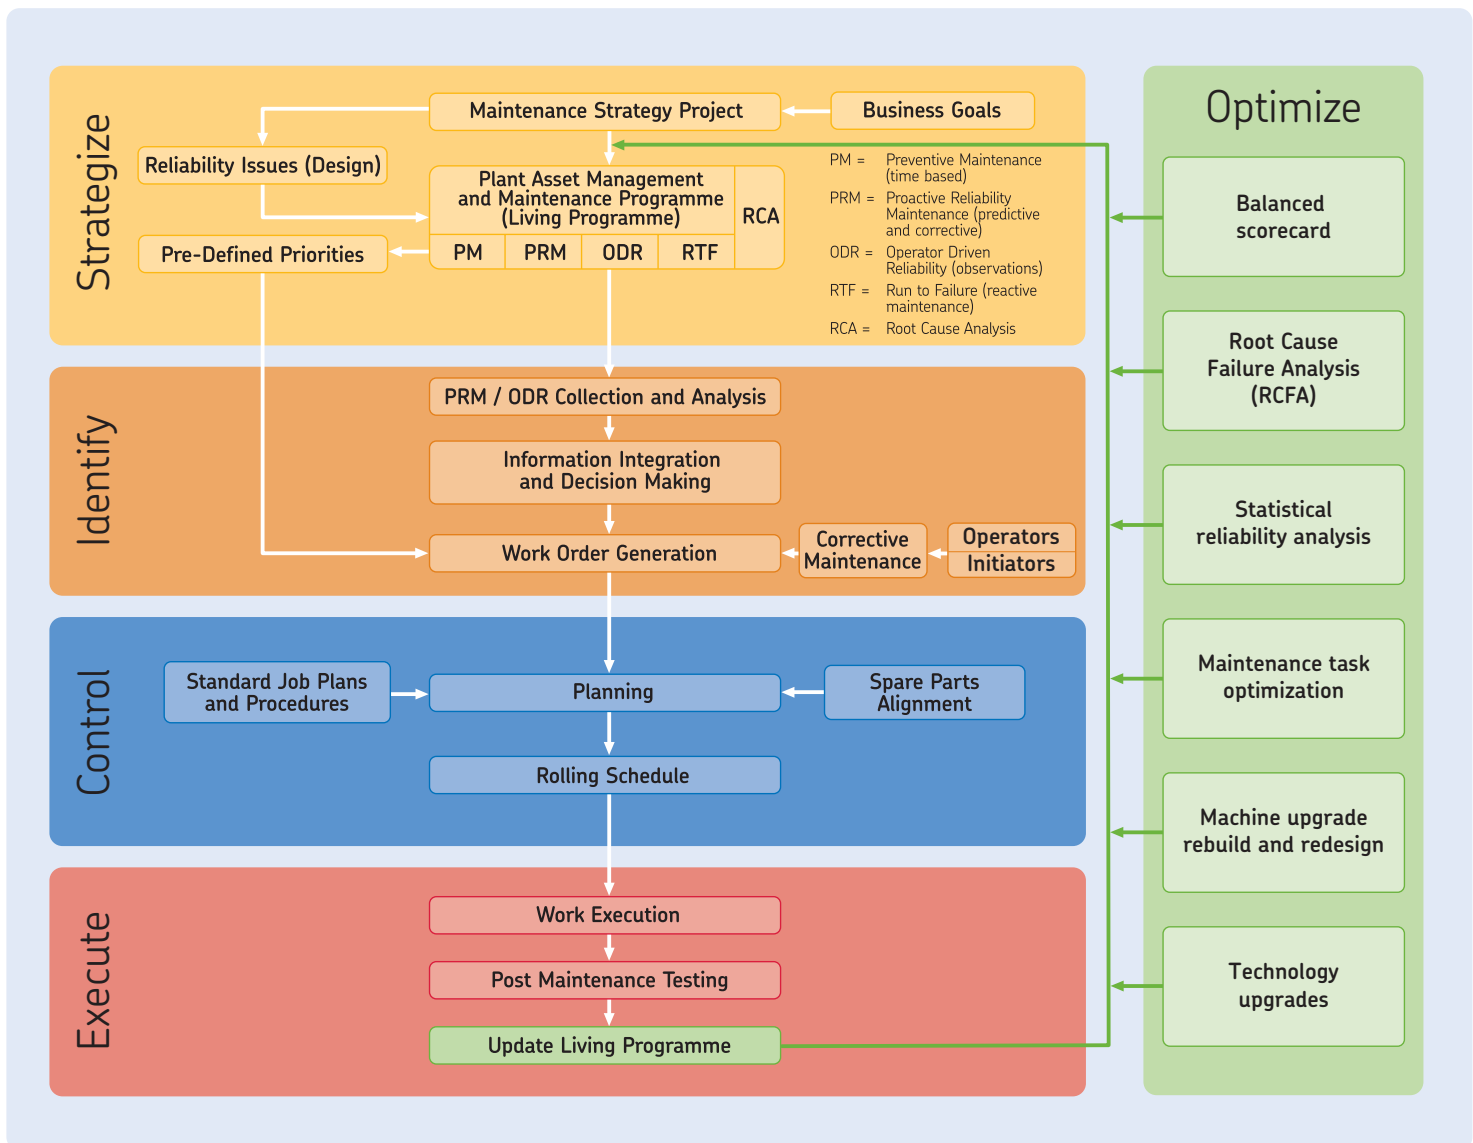 Strategize
Maintenance Strategy Project
Business Goals
Reliability Issues (Design)
Plant Asset Management
and Maintenance Programme
(Living Programme)
RCA
Pre-Defined Priorities
PM
PRM
ODR
RTF
PM = Preventive Maintenance
(time based)
PRM = Proactive Reliability
Maintenance (predictive
and corrective)
ODR = Operator Driven
Reliability (observations)
RTF = Run to Failure (reactive
maintenance)
RCA = Root Cause Analysis
Identify
PRM / ODR Collection and Analysis
Information Integration
and Decision Making
Work Order Generation
Corrective
Maintenance
Operators
Initiators
Control
Standard Job Plans
and Procedures
Planning
Spare Parts
Alignment
Rolling Schedule
Execute
Work Execution
Post Maintenance Testing
Update Living Programme
Optimize
Balanced
scorecard
Root Cause
Failure Analysis
(RCFA)
Statistical
reliability analysis
Maintenance task
optimization
Machine upgrade
rebuild and redesign
Technology
upgrades